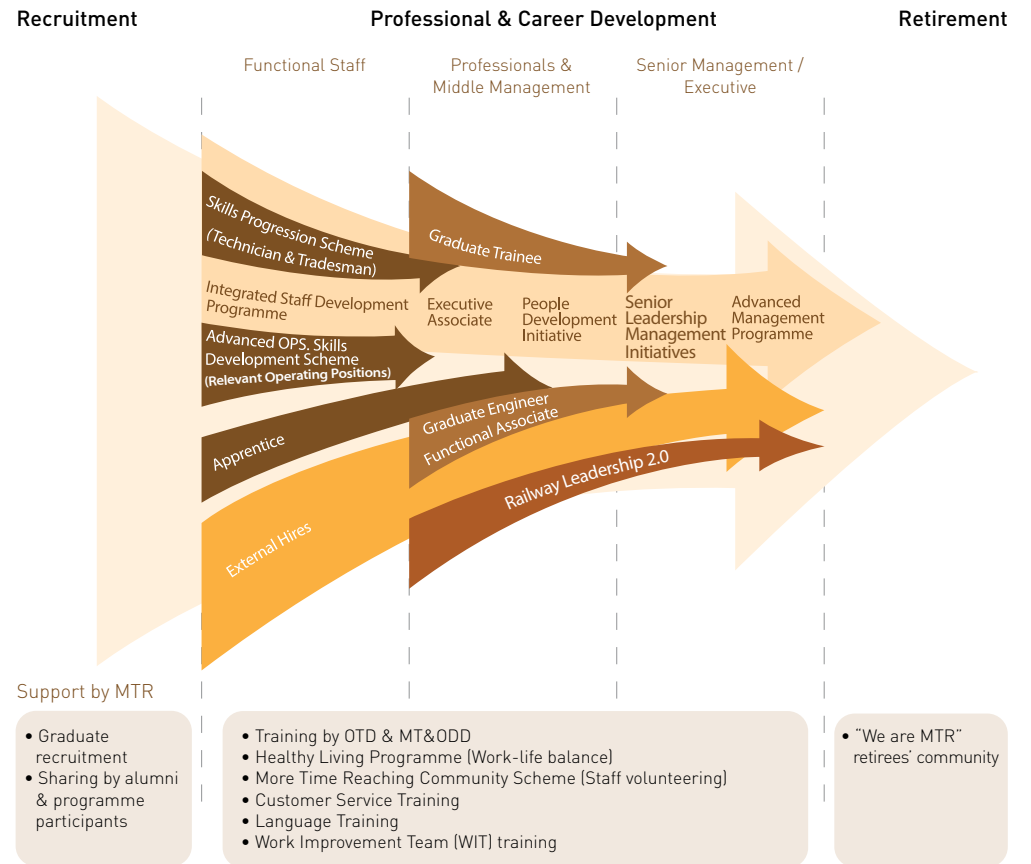 Recruitment
Professional & Career Development
Retirement
Functional Staff
Professionals &
Middle Management
Senior Management /
Executive
Skills Progression Scheme
(Technician & Tradesman)
Graduate Trainee
Integrated Staff Development
Programme
Executive
Associate
People
Development
Initiative
Senior
Leadership
Management
Initiatives
Advanced
Management
Programme
Advanced OPS. Skills
Development Scheme
(Relevant Operating Positions)
Apprentice
Graduate Engineer
Functional Associate
External Hires
Railway Leadership 2.0
Support by MTR
• Graduate
recruitment
• Sharing by alumni
& programme
participants
• Training by OTD & MT&ODD
• Healthy Living Programme (Work-life balance)
• More Time Reaching Community Scheme (Staff volunteering)
• Customer Service Training
• Language Training
• Work Improvement Team (WIT) training
• “We are MTR”
retirees’ community